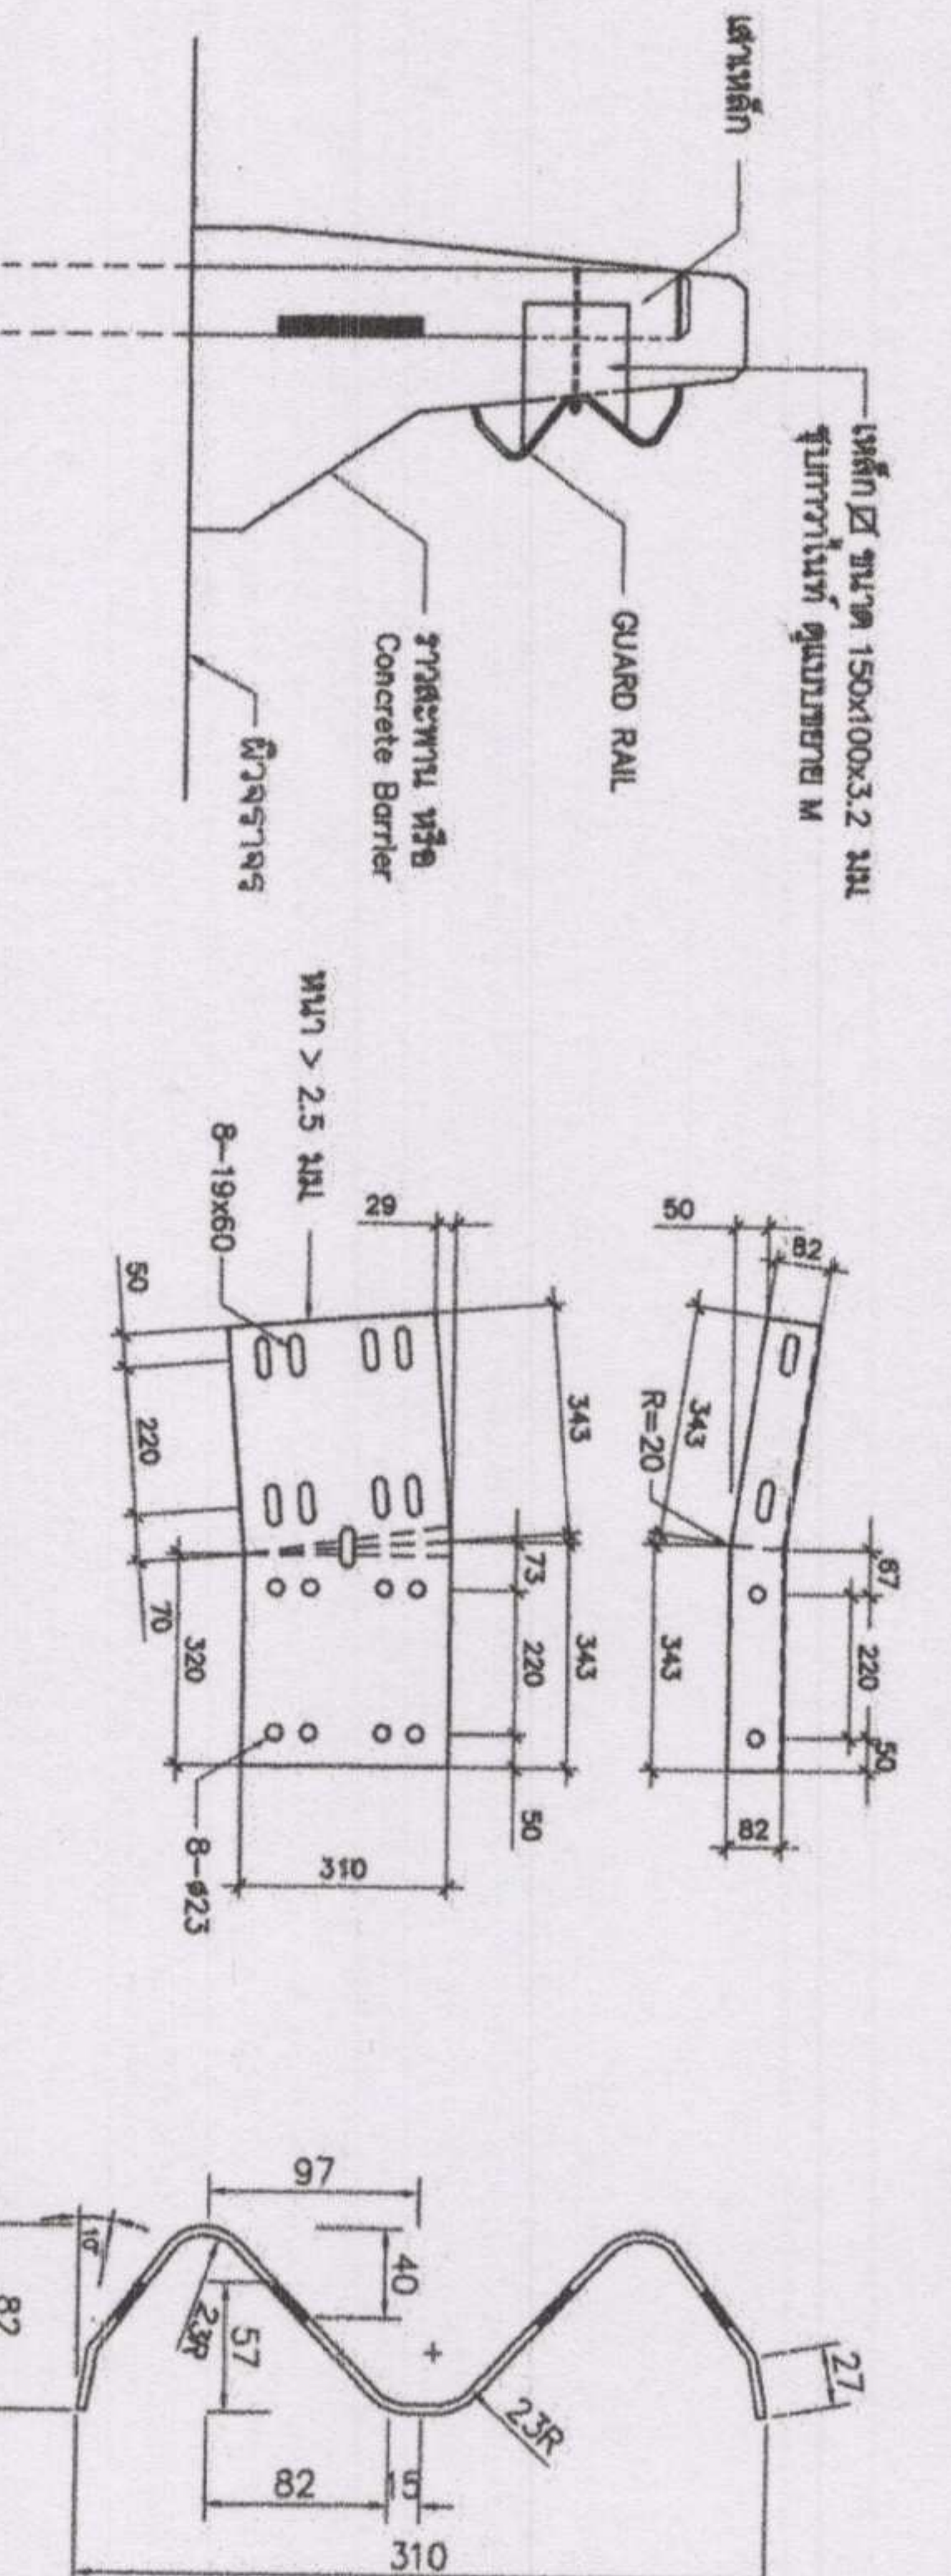 เสาเหล็ก
เหล็ก ขนาด 150x100x3.2 มม
ชุบกาวาไนท์ ดูแบบขยาย M
GUARD RAIL
ราวสะพาน หรือ
Concrete Barrier
ผิวจราจร
50
82
343
R=20
67
220
50
343
82
หนา > 2.5 มม
8-19x60
29
343
73
220
343
50
50
220
70
320
8-ø23
310
97
40
57
23R
10°
82
27
23R
82
15
310